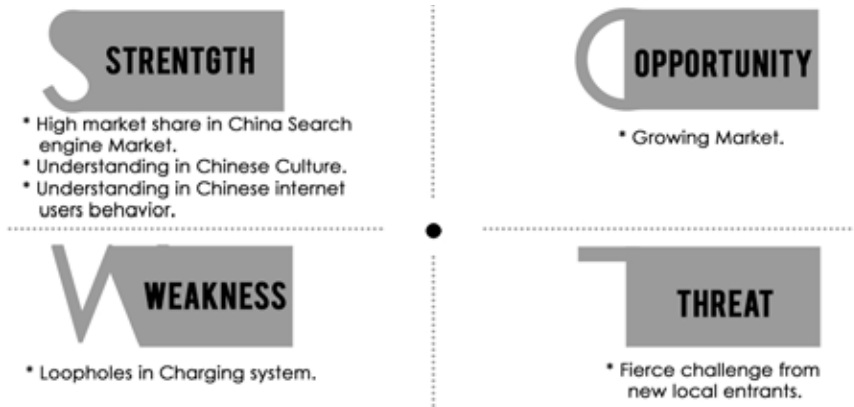 STRENTGTH
* High market share in China Search
engine Market.
* Understanding in Chinese Culture.
* Understanding in Chinese internet
users behavior.
OPPORTUNITY
* Growing Market.
WEAKNESS
* Loopholes in Charging system.
THREAT
* Fierce challenge from
new local entrants.